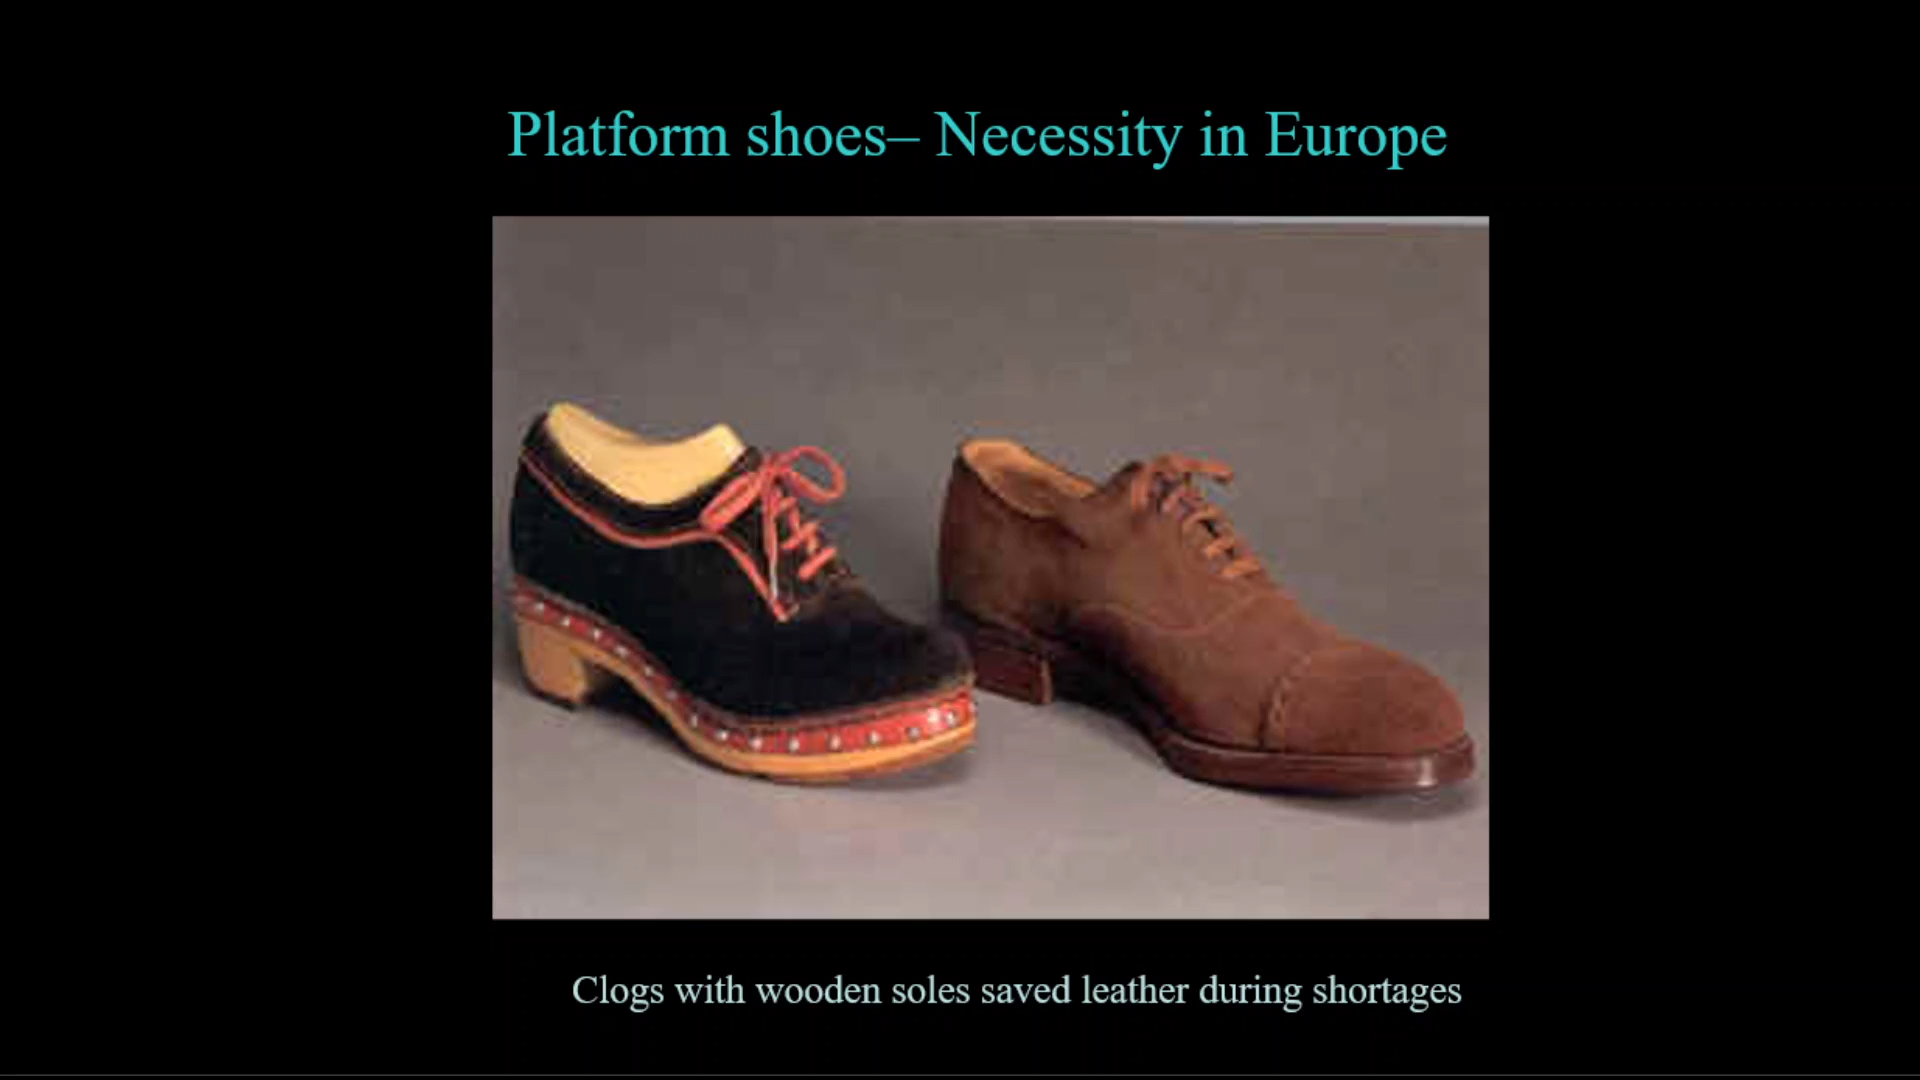 Platform shoes– Necessity in Europe
Clogs with wooden soles saved leather during shortages